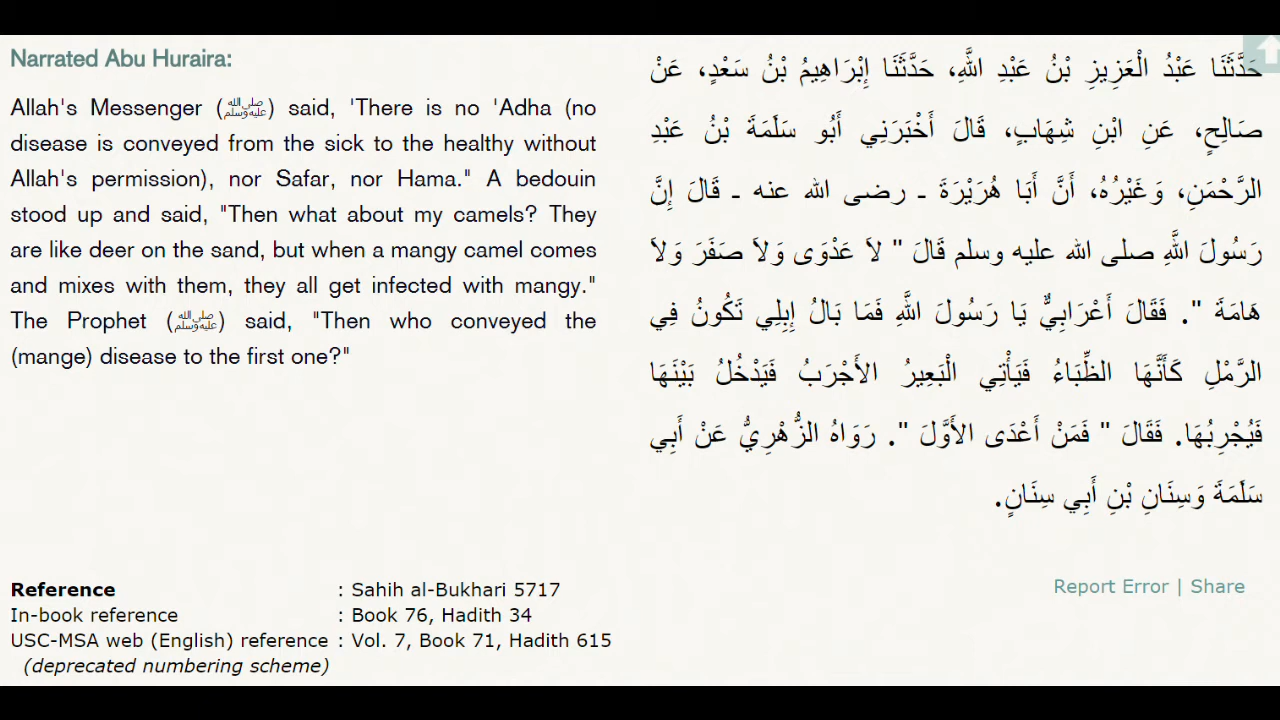 Narrated Abu Huraira:
Allah's Messenger (ﷺ) said, 'There is no 'Adha (no
disease is conveyed from the sick to the healthy without
Allah's permission), nor Safar, nor Hama." A bedouin
stood up and said, "Then what about my camels? They
are like deer on the sand, but when a mangy camel comes
and mixes with them, they all get infected with mangy."
The Prophet (ﷺ) said, "Then who conveyed the
(mange) disease to the first one?"
حَدَّثَنَا عَبْدُ الْعَزِيزِ بْنُ عَبْدِ اللَّهِ، حَدَّثَنَا إِبْرَاهِيمُ بْنُ سَعْدٍ، عَنْ
صَالِحٍ، عَنِ ابْنِ شِهَابٍ، قَالَ أَخْبَرَنِي أَبُو سَلَمَةَ بْنُ عَبْدِ
الرَّحْمَنِ، وَغَيْرُهُ، أَنَّ أَبَا هُرَيْرَةَ ـ رضى الله عنه ـ قَالَ إِنَّ
رَسُولَ اللَّهِ صلى الله عليه وسلم قَالَ " لاَ عَدْوَى وَلاَ صَفَرَ وَلاَ
هَامَةَ ". فَقَالَ أَعْرَابِيٌّ يَا رَسُولَ اللَّهِ فَمَا بَالُ إِبِلِي تَكُونُ فِي
الرَّمْلِ كَأَنَّهَا الظِّبَاءُ فَيَأْتِي الْبَعِيرُ الأَجْرَبُ فَيَدْخُلُ بَيْنَهَا
فَيُجْرِبُهَا. فَقَالَ " فَمَنْ أَعْدَى الأَوَّلَ ". رَوَاهُ الزُّهْرِيُّ عَنْ أَبِي
سَلَمَةَ وَسِنَانِ بْنِ أَبِي سِنَانٍ.
Reference : Sahih al-Bukhari 5717
In-book reference : Book 76, Hadith 34
USC-MSA web (English) reference : Vol. 7, Book 71, Hadith 615
(deprecated numbering scheme)
Report Error | Share